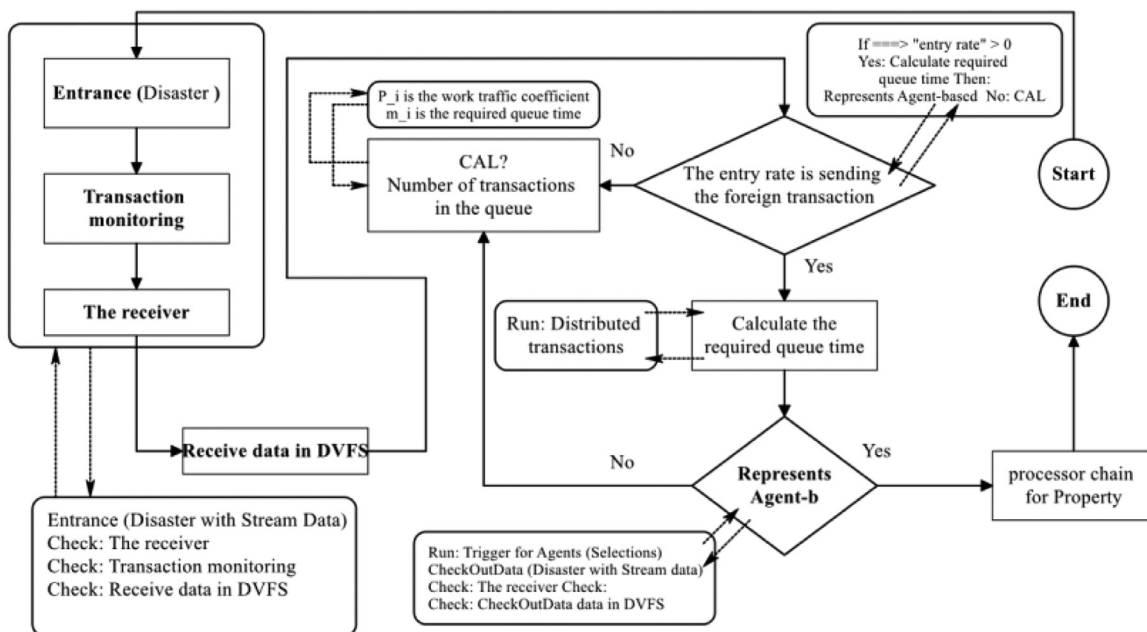 Entrance (Disaster )
Transaction
monitoring
The receiver
Receive data in DVFS
Entrance (Disaster with Stream Data)
Check: The receiver
Check: Transaction monitoring
Check: Receive data in DVFS
P_i is the work traffic coefficient
m_i is the required queue time
CAL?
Number of transactions
in the queue
No
The entry rate is sending
the foreign transaction
If ===> "entry rate" > 0
Yes: Calculate required
queue time Then:
Represents Agent-based No: CAL
Start
Yes
Run: Distributed
transactions
Calculate the
required queue time
End
No
Represents
Agent-b
Yes
processor chain
for Property
Run: Trigger for Agents (Selections)
CheckOutData (Disaster with Stream data)
Check: The receiver Check:
Check: CheckOutData data in DVFS